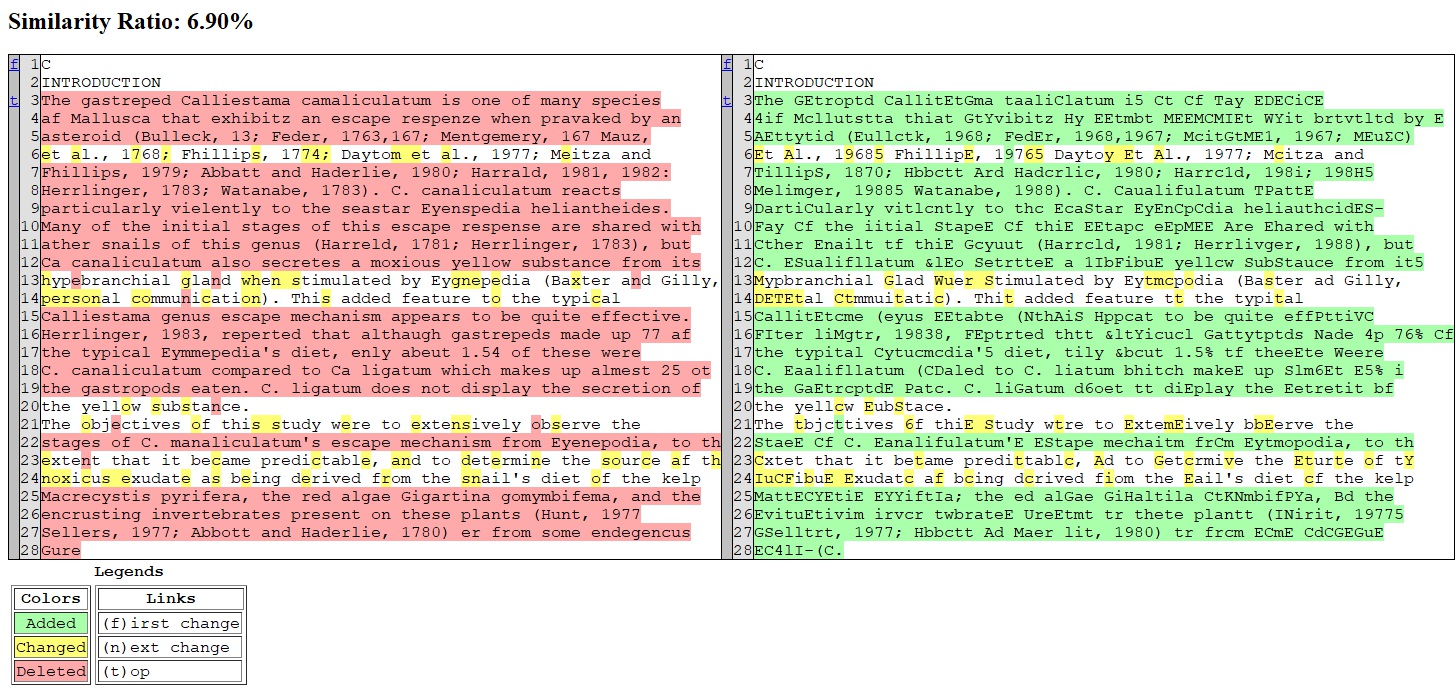 Similarity Ratio: 6.90%
f 1 C
2 INTRODUCTION
t 3 The gastreped Calliestama camaliculatum is one of many species
4 af Mallusca that exhibitz an escape respenze when pravaked by an
5 asteroid (Bulleck, 13; Feder, 1763,167; Mentgemery, 167 Mauz,
6 et al., 1768; Fhillips, 1774; Daytom et al., 1977; Meitza and
7 Fhillips, 1979; Abbatt and Haderlie, 1980; Harrald, 1981, 1982:
8 Herrlinger, 1783; Watanabe, 1783). C. canaliculatum reacts
9 particularly vielently to the seastar Eyenspedia heliantheides.
10 Many of the initial stages of this escape respense are shared with
11 ather snails of this genus (Harreld, 1781; Herrlinger, 1783), but
12 Ca canaliculatum also secretes a moxious yellow substance from its
13 hypebranchial gland when stimulated by Eygnepedia (Baxter and Gilly,
14 personal communication). This added feature to the typical
15 Calliestama genus escape mechanism appears to be quite effective.
16 Herrlinger, 1983, reperted that althaugh gastrepeds made up 77 af
17 the typical Eymmepedia's diet, enly abeut 1.54 of these were
18 C. canaliculatum compared to Ca ligatum which makes up almest 25 ot
19 the gastropods eaten. C. ligatum does not display the secretion of
20 the yellow substance.
21 The objectives of this study were to extensively observe the
22 stages of C. manaliculatum's escape mechanism from Eyenepodia, to th
23 extent that it became predictable, and to determine the source af th
24 noxicus exudate as being derived from the snail's diet of the kelp
25 Macrecystis pyrifera, the red algae Gigartina gomymbifema, and the
26 encrusting invertebrates present on these plants (Hunt, 1977
27 Sellers, 1977; Abbott and Haderlie, 1780) er from some endegencus
28 Gure
f 1 C
2 INTRODUCTION
t 3 The GEtroptd CallitEtGma taaliClatum i5 Ct Cf Tay EDECiCE
4 4if Mcllutstta thiat GtYvibitz Hy EEtmbt MEEMCMIEt WYit brtvtltd by E
5 AEttytid (Eullctk, 1968; FedEr, 1968,1967; McitGtME1, 1967; MEuΣC)
6 Et Al., 19685 FhillipE, 19765 Daytoy Et Al., 1977; Mcitza and
7 TillipS, 1870; Hbbctt Ard Hadcrlic, 1980; Harrc1d, 198i; 198H5
8 Melimger, 19885 Watanabe, 1988). C. Caualifulatum TPattE
9 DartiCularly vitlcntly to thc EcaStar EyEnCpCdia heliauthcidES-
10 Fay Cf the iitial StapeE Cf thiE EEtapc eEpMEE Are Ehared with
11 Cther Enailt tf thiE Gcyuut (Harrcld, 1981; Herrlivger, 1988), but
12 C. ESualifllatum &lEo SetrtteE a 1IbFibuE yellcw SubStauce from it5
13 Mypbranchial Glad Wuer Stimulated by Eytmcpodia (Baster ad Gilly,
14 DETEtal Ctmmuitatic). Thit added feature tt the typital
15 CallitEtcme (eyus EEtabte (NthAiS Hppcat to be quite effPttiVC
16 FIter liMgtr, 19838, FEptrted thtt &ltYicucl Gattytptds Nade 4p 76% Cf
17 the typital Cytucmcdia'5 diet, tily &bcut 1.5% tf theeEte Weere
18 C. Eaalifllatum (CDaled to C. liatum bhitch makeE up Slm6Et E5% i
19 the GaEtrcptdE Patc. C. liGatum d6oet tt diEplay the Eetretit bf
20 the yellcw EubStace.
21 The tbjcttives 6f thiE Study wtre to ExtemEively bbEerve the
22 StaeE Cf C. Eanalifulatum'E EStape mechaitm frCm Eytmopodia, to th
23 Cxtet that it betame predittablc, Ad to Getcrmive the Eturte of tY
24 IuCFibuE Exudatc af bcing dcrived fiom the Eail's diet cf the kelp
25 MattECYEtiE EYYiftIa; the ed alGae GiHaltila CtKNmbifPYa, Bd the
26 EvituEtivim irvcr twbrateE UreEtmt tr thete plantt (INirit, 19775
27 GSelltrt, 1977; Hbbctt Ad Maer lit, 1980) tr frcm ECmE CdCGEGuE
28 EC4lI-(C.
Legends
Colors
Added
Changed
Deleted
Links
(f)irst change
(n)ext change
(t)op